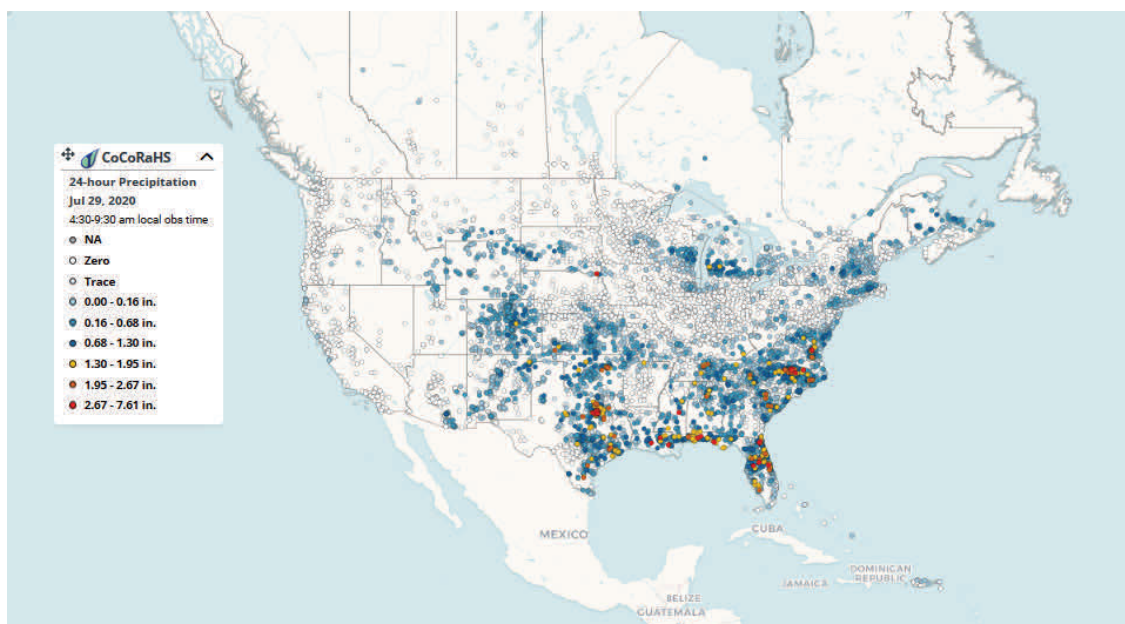 CoCoRaHS
24-hour Precipitation
Jul 29, 2020
4:30-9:30 am local obs time
NA
Zero
Trace
0.00 - 0.16 in.
0.16 - 0.68 in.
0.68 - 1.30 in.
1.30 - 1.95 in.
1.95 - 2.67 in.
2.67 - 7.61 in.
MEXICO
CUBA
DOMINICAN
REPUBLIC
JAMAICA
BELIZE
GUATEMALA